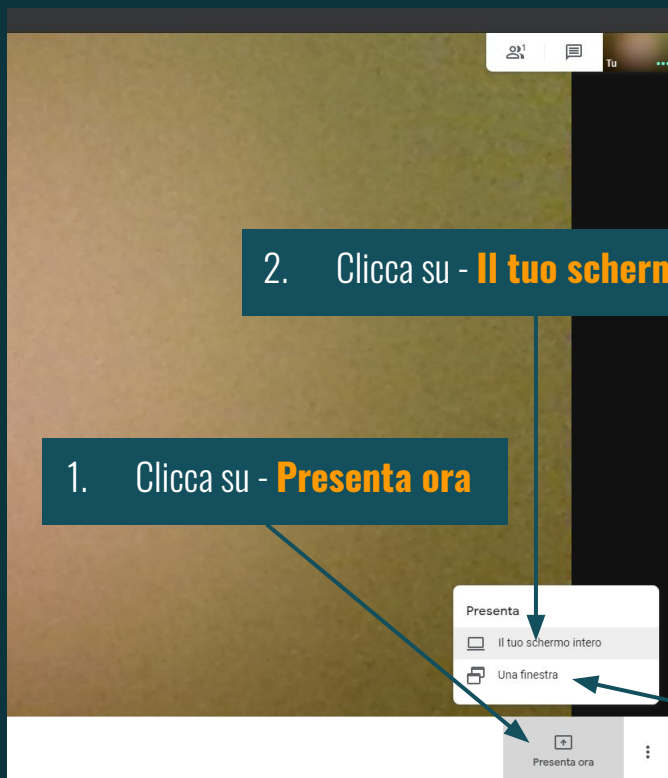 1
Tu
2. Clicca su - Il tuo scherm
1. Clicca su - Presenta ora
Presenta
Il tuo schermo intero
Una finestra
Presenta ora